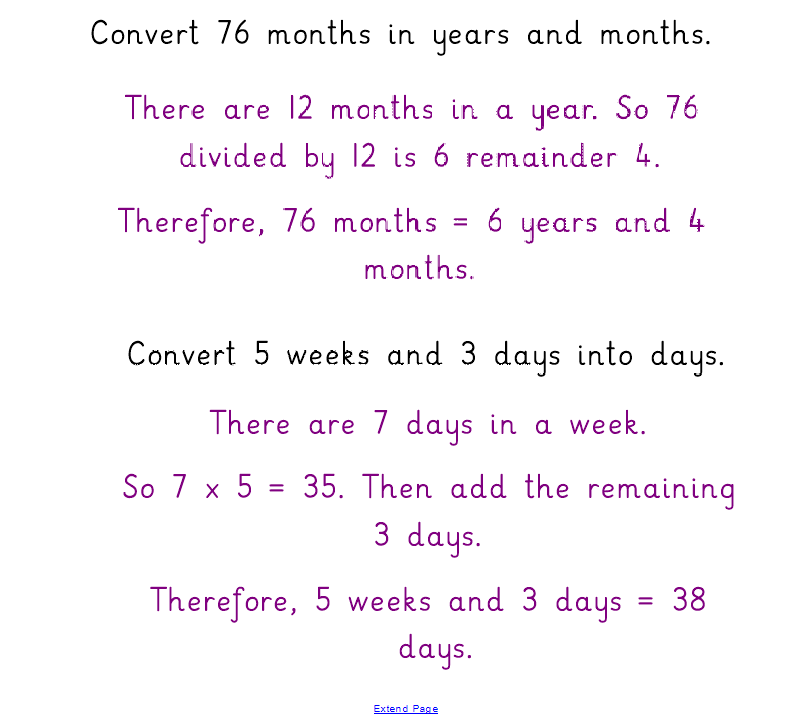 Convert 76 months in years and months.
There are 12 months in a year. So 76
divided by 12 is 6 remainder 4.
Therefore, 76 months = 6 years and 4
months.
Convert 5 weeks and 3 days into days.
There are 7 days in a week.
So 7 x 5 = 35. Then add the remaining
3 days.
Therefore, 5 weeks and 3 days = 38
days.
Extend Page